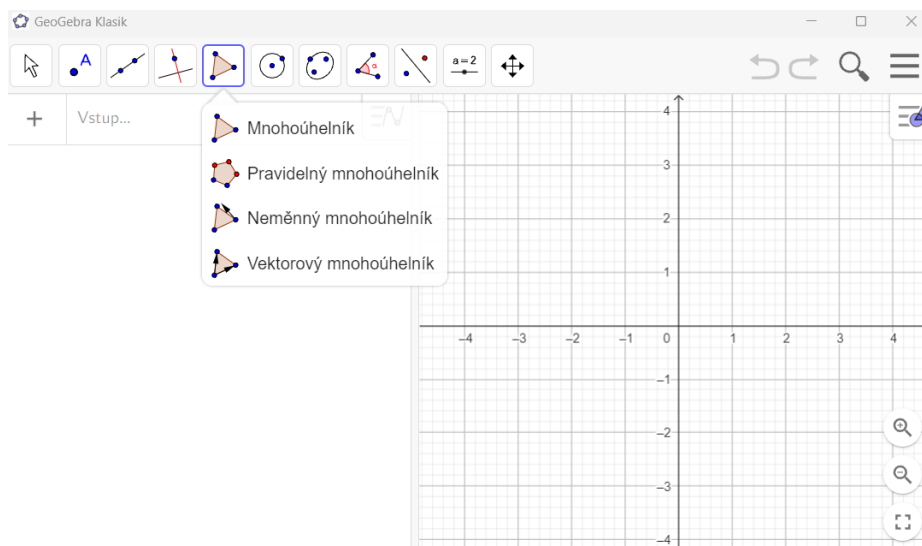 GeoGebra Klasik
A
α
a=2
Vstup...
Mnohoúhelník
Pravidelný mnohoúhelník
Neměnný mnohoúhelník
Vektorový mnohoúhelník
4
3
2
1
–4 –3 –2 –1 0 1 2 3 4
–1
–2
–3
–4